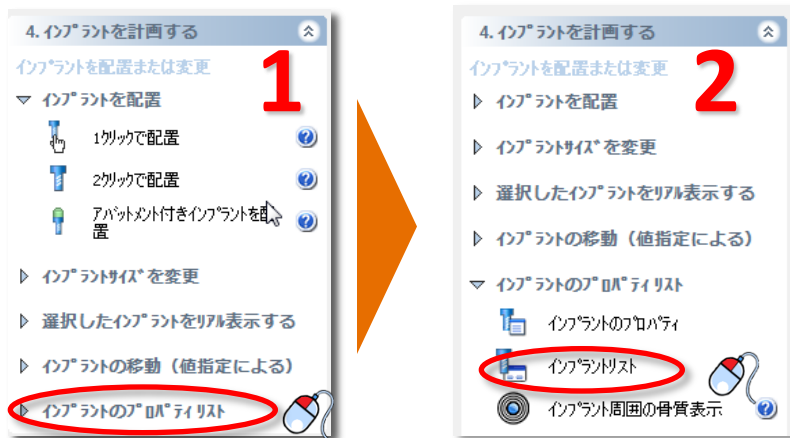 4. ｲﾝﾌﾟﾗﾝﾄを計画する
1
ｲﾝﾌﾟﾗﾝﾄを配置または変更
ｲﾝﾌﾟﾗﾝﾄを配置
1ｸﾘｯｸで配置
2ｸﾘｯｸで配置
ｱﾊﾞｯﾄﾒﾝﾄ付きｲﾝﾌﾟﾗﾝﾄを配
置
ｲﾝﾌﾟﾗﾝﾄｻｲｽﾞを変更
選択したｲﾝﾌﾟﾗﾝﾄをﾘｱﾙ表示する
ｲﾝﾌﾟﾗﾝﾄの移動（値指定による）
ｲﾝﾌﾟﾗﾝﾄのﾌﾟﾛﾊﾟﾃｨ ﾘｽﾄ
4. ｲﾝﾌﾟﾗﾝﾄを計画する
2
ｲﾝﾌﾟﾗﾝﾄを配置または変更
ｲﾝﾌﾟﾗﾝﾄを配置
ｲﾝﾌﾟﾗﾝﾄｻｲｽﾞを変更
選択したｲﾝﾌﾟﾗﾝﾄをﾘｱﾙ表示する
ｲﾝﾌﾟﾗﾝﾄの移動（値指定による）
ｲﾝﾌﾟﾗﾝﾄのﾌﾟﾛﾊﾟﾃｨ ﾘｽﾄ
ｲﾝﾌﾟﾗﾝﾄのﾌﾟﾛﾊﾟﾃｨ
ｲﾝﾌﾟﾗﾝﾄﾘｽﾄ
ｲﾝﾌﾟﾗﾝﾄ周囲の骨質表示